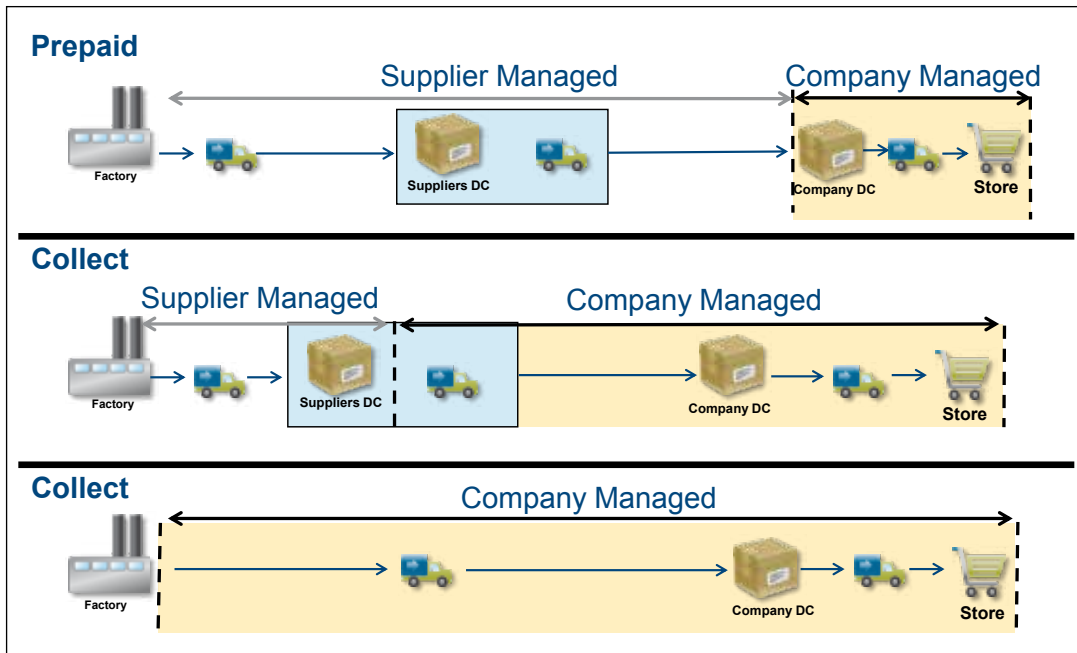 Prepaid
Supplier Managed
Company Managed
Factory
Suppliers DC
Company DC
Store
Collect
Supplier Managed
Company Managed
Factory
Suppliers DC
Company DC
Store
Collect
Company Managed
Factory
Company DC
Store